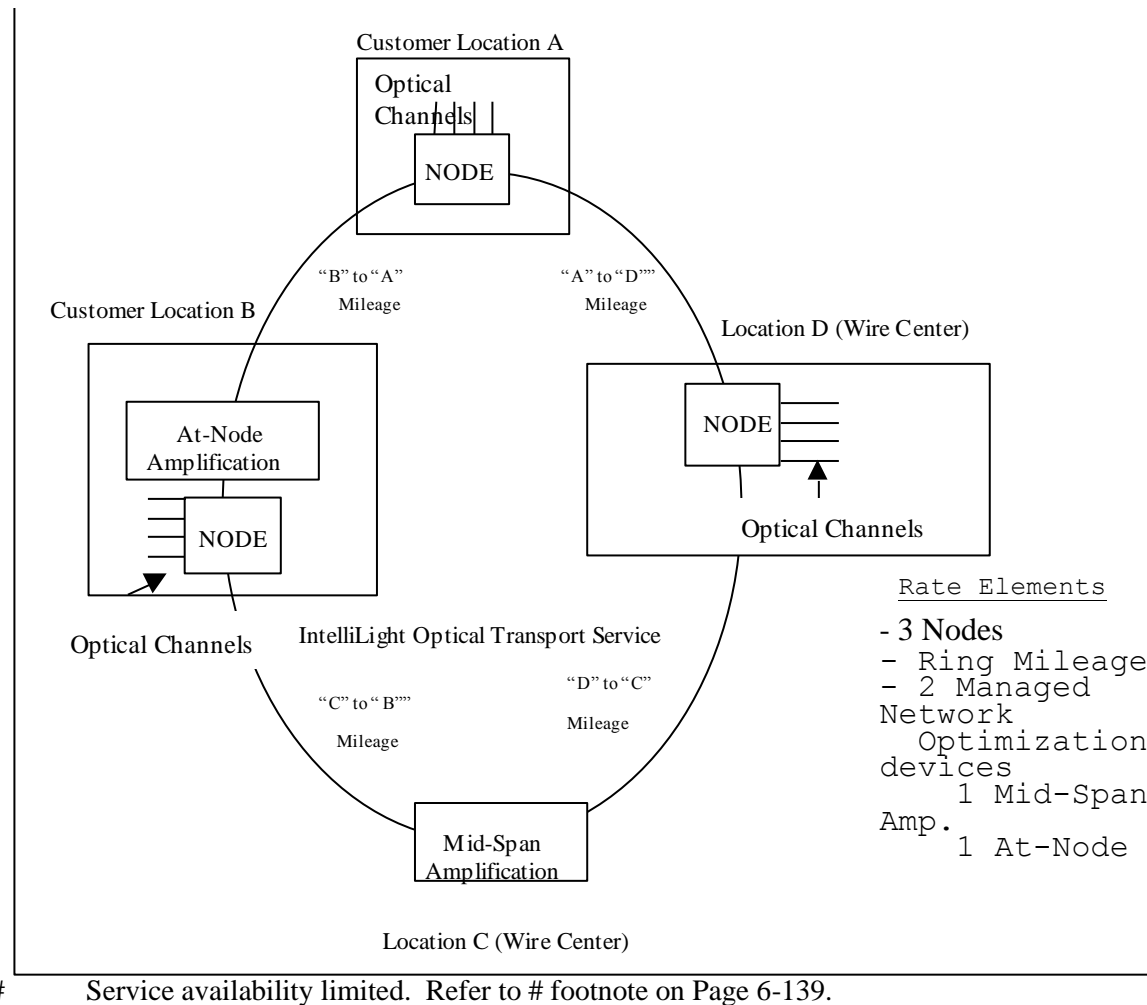 Customer Location A
Optical
Channels
NODE
“B” to “A”
Mileage
“A” to “D””
Mileage
Customer Location B
Location D (Wire Center)
At-Node
Amplification
NODE
NODE
Optical Channels
Optical Channels
IntelliLight Optical Transport Service
“C” to “ B””
Mileage
“D” to “C”
Mileage
Rate Elements
- 3 Nodes
- Ring Mileage
- 2 Managed
Network
Optimization
devices
1 Mid-Span
Amp.
1 At-Node
Mid-Span
Amplification
Location C (Wire Center)
# Service availability limited. Refer to # footnote on Page 6-139.